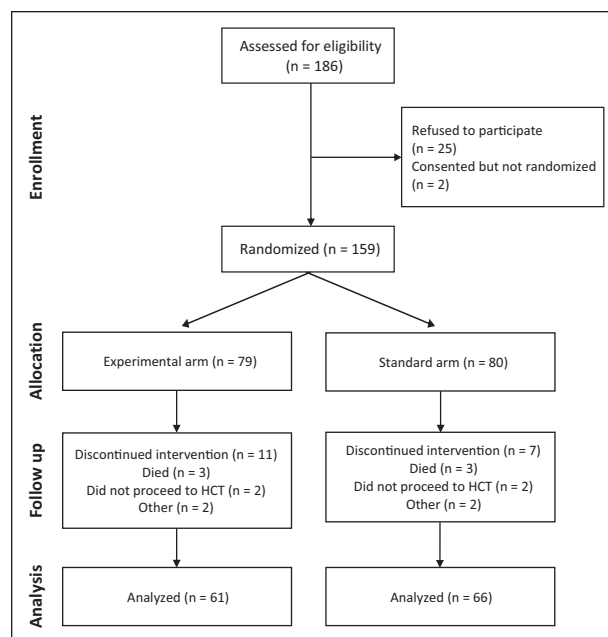 Assessed for eligibility
(n = 186)
Enrollment
Refused to participate
(n = 25)
Consented but not randomized
(n = 2)
Randomized (n = 159)
Allocation
Experimental arm (n = 79)
Standard arm (n = 80)
Follow up
Discontinued intervention (n = 11)
Died (n = 3)
Did not proceed to HCT (n = 2)
Other (n = 2)
Discontinued intervention (n = 7)
Died (n = 3)
Did not proceed to HCT (n = 2)
Other (n = 2)
Analysis
Analyzed (n = 61)
Analyzed (n = 66)